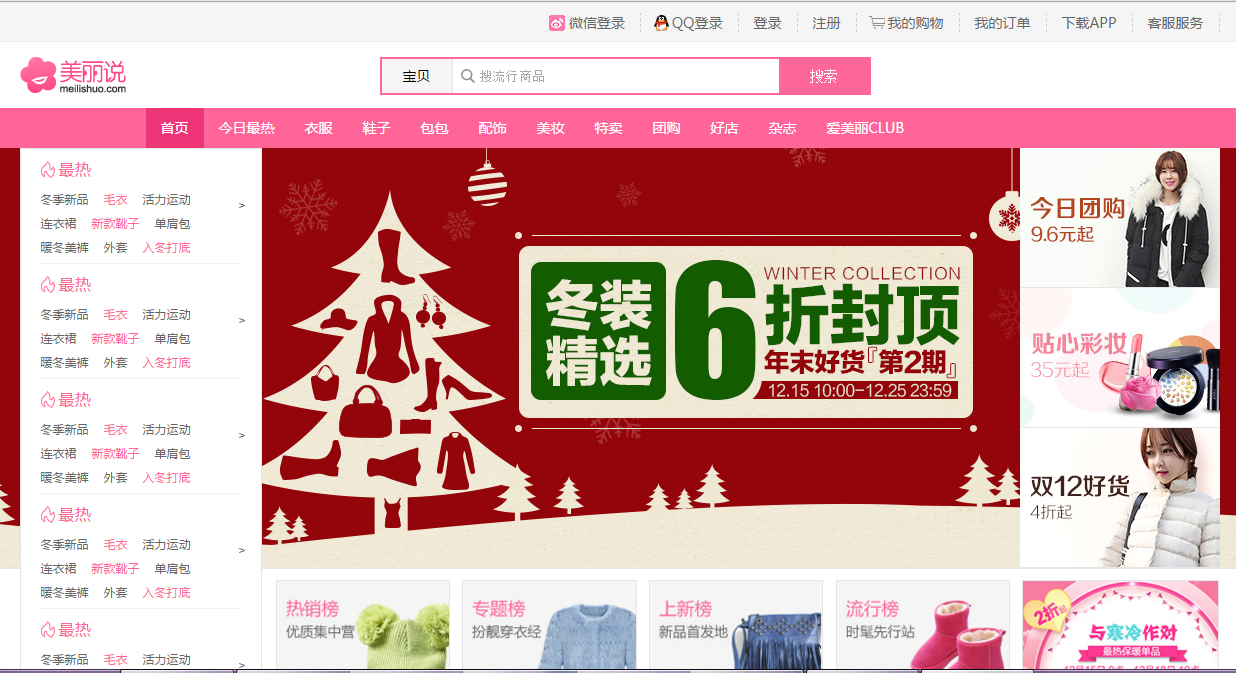 微信登录 QQ登录 登录 注册 我的购物 我的订单 下载APP 客服服务
美丽说
meilishuo.com
宝贝 搜流行商品 搜索
首页 今日最热 衣服 鞋子 包包 配饰 美妆 特卖 团购 好店 杂志 爱美丽CLUB
最热
冬季新品 毛衣 活力运动 >
连衣裙 新款靴子 单肩包
暖冬美裤 外套 入冬打底
最热
冬季新品 毛衣 活力运动 >
连衣裙 新款靴子 单肩包
暖冬美裤 外套 入冬打底
最热
冬季新品 毛衣 活力运动 >
连衣裙 新款靴子 单肩包
暖冬美裤 外套 入冬打底
最热
冬季新品 毛衣 活力运动 >
连衣裙 新款靴子 单肩包
暖冬美裤 外套 入冬打底
最热
冬季新品 毛衣 活力运动 >
冬装
精选
6
WINTER COLLECTION
折封顶
年末好货『第2期』
12.15 10:00-12.25 23:59
今日团购
9.6元起
贴心彩妆
35元起
双12好货
4折起
热销榜
优质集中营
专题榜
扮靓穿衣经
上新榜
新品首发地
流行榜
时髦先行站
2折起
与寒冷作对
最热保暖单品